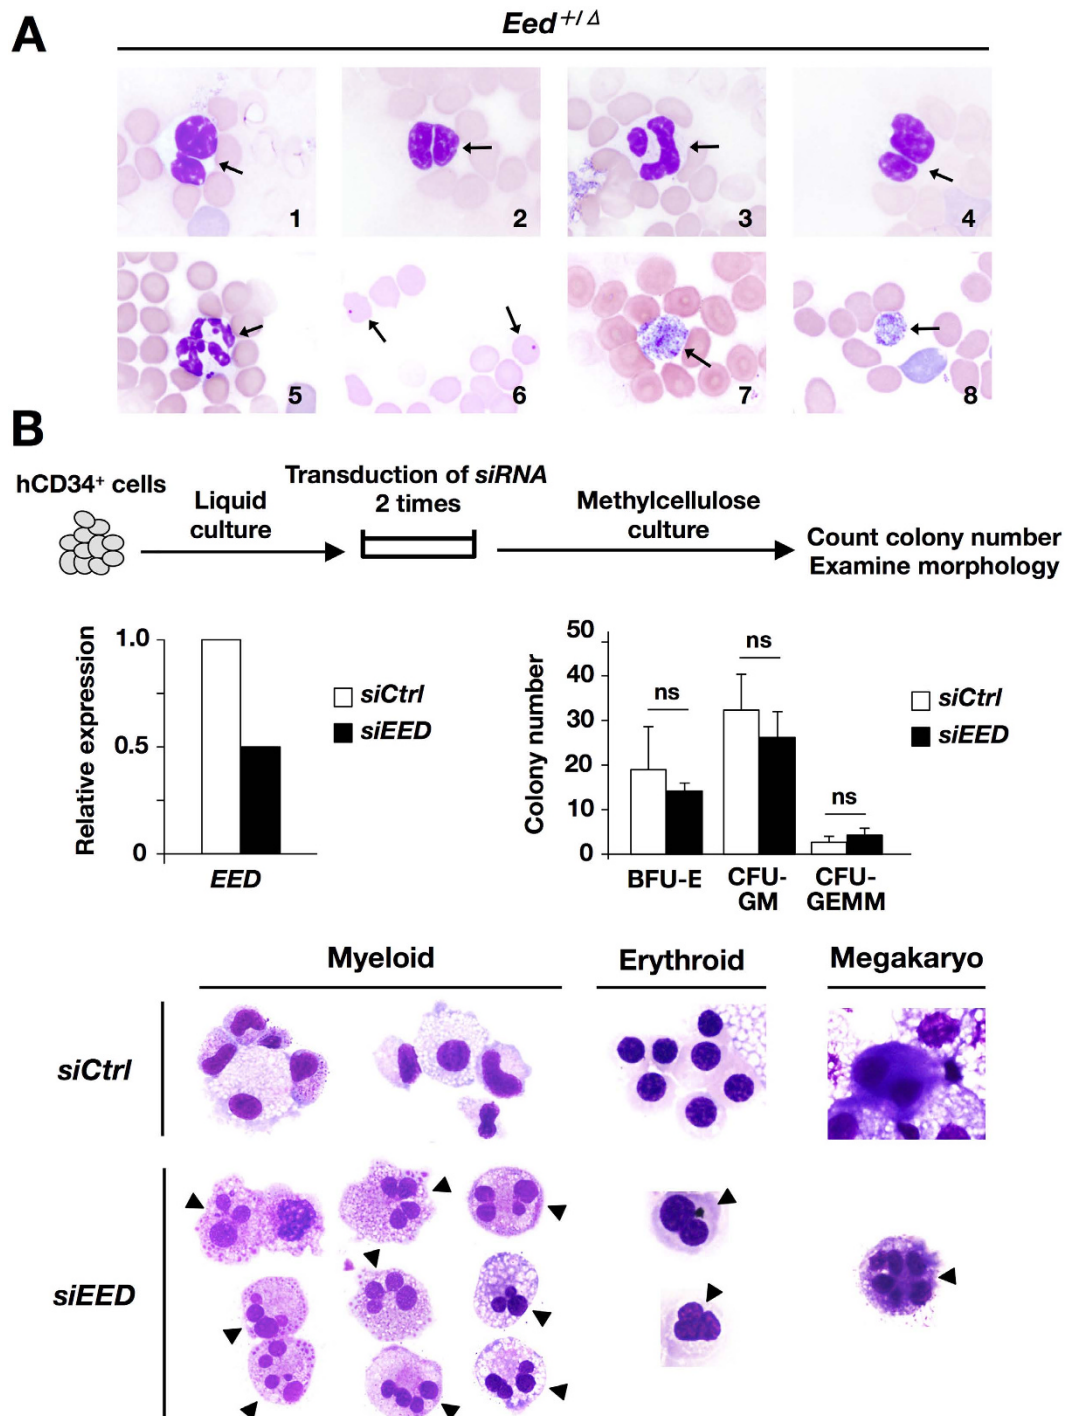 A
Eed+/Δ
1
2
3
4
5
6
7
8
B
hCD34+ cells
Liquid
culture
Transduction of siRNA
2 times
Methylcellulose
culture
Count colony number
Examine morphology
Relative expression
1.0
0.5
0
EED
siCtrl
siEED
Colony number
50
40
30
20
10
0
ns
ns
ns
BFU-E
CFU-
GM
CFU-
GEMM
siCtrl
siEED
Myeloid
Erythroid
Megakaryo
siCtrl
siEED